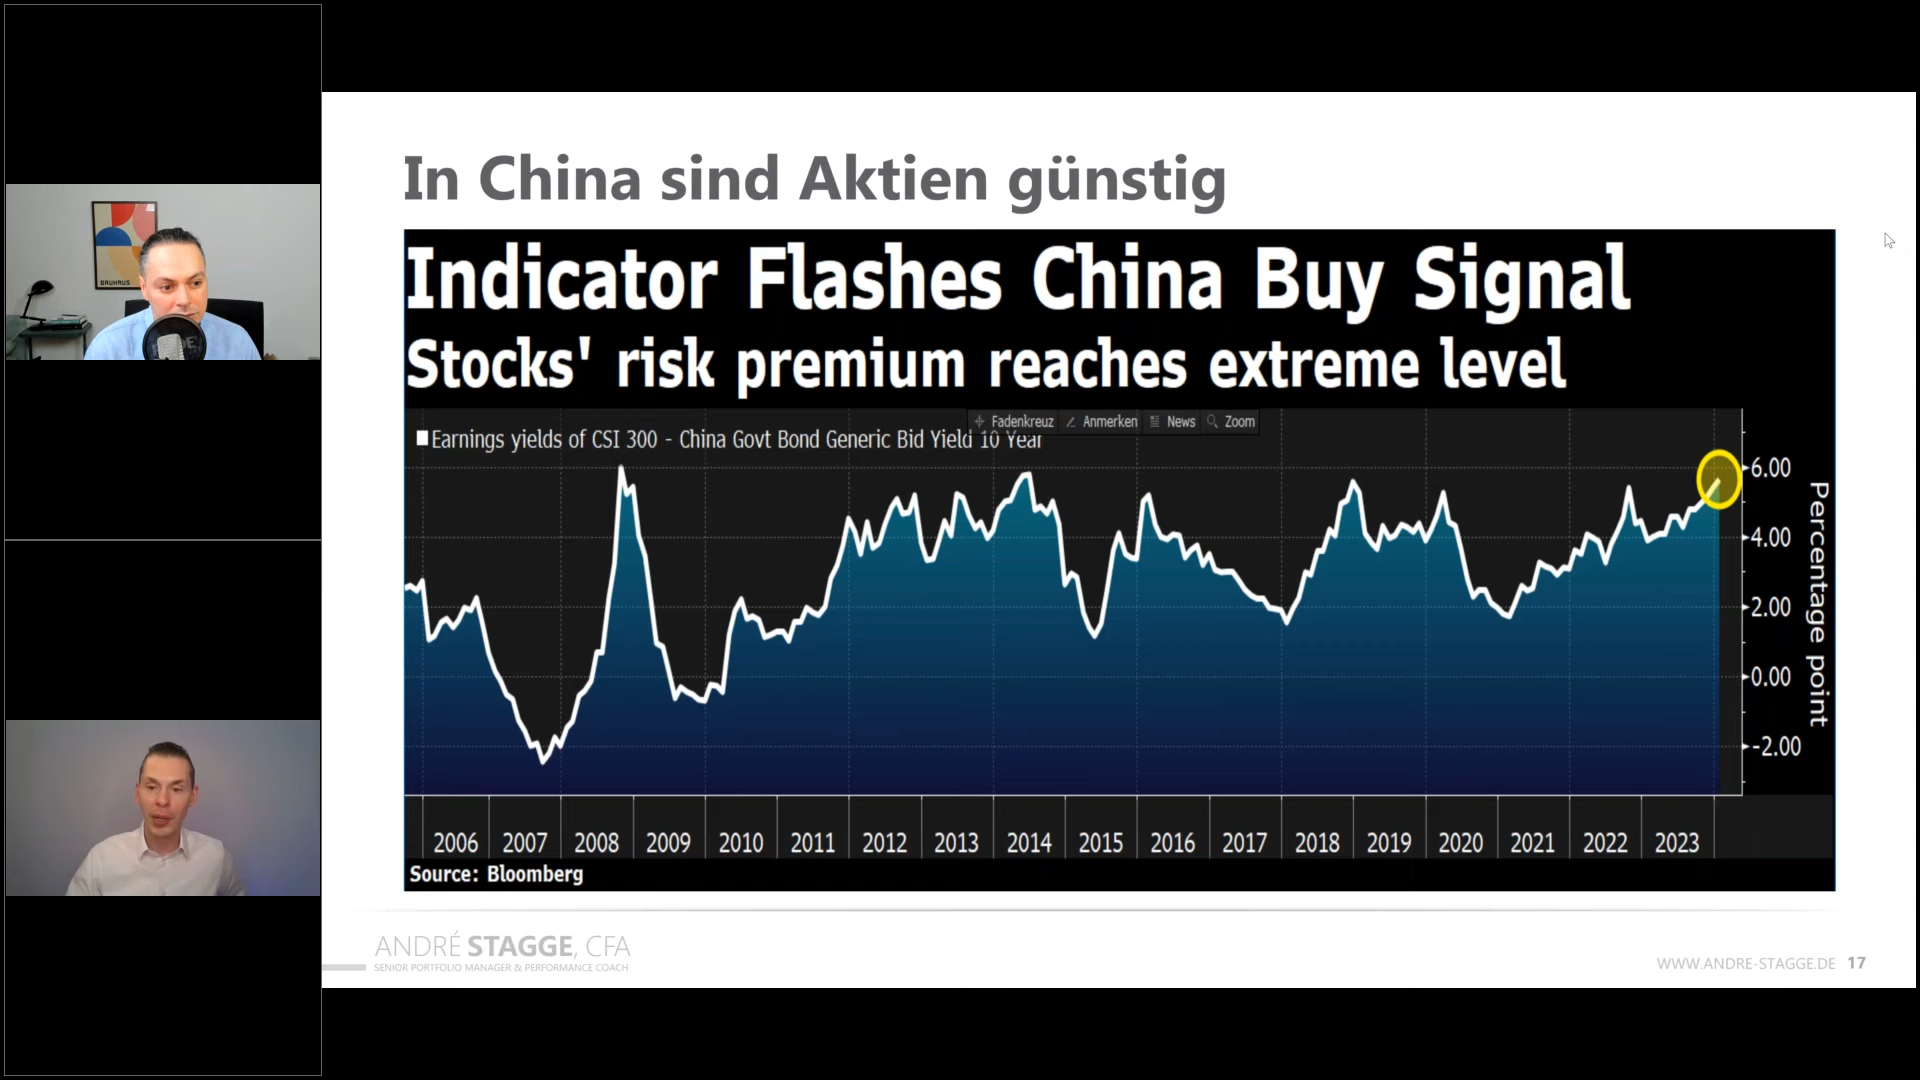 BAUHAUS
In China sind Aktien günstig
Indicator Flashes China Buy Signal
Stocks' risk premium reaches extreme level
Fadenkreuz Anmerken News Zoom
Earnings yields of CSI 300 - China Govt Bond Generic Bid Yield 10 Year
6.00
4.00
2.00
0.00
-2.00
Percentage point
2006 2007 2008 2009 2010 2011 2012 2013 2014 2015 2016 2017 2018 2019 2020 2021 2022 2023
Source: Bloomberg
ANDRÉ STAGGE, CFA
SENIOR PORTFOLIO MANAGER & PERFORMANCE COACH
WWW.ANDRE-STAGGE.DE 17